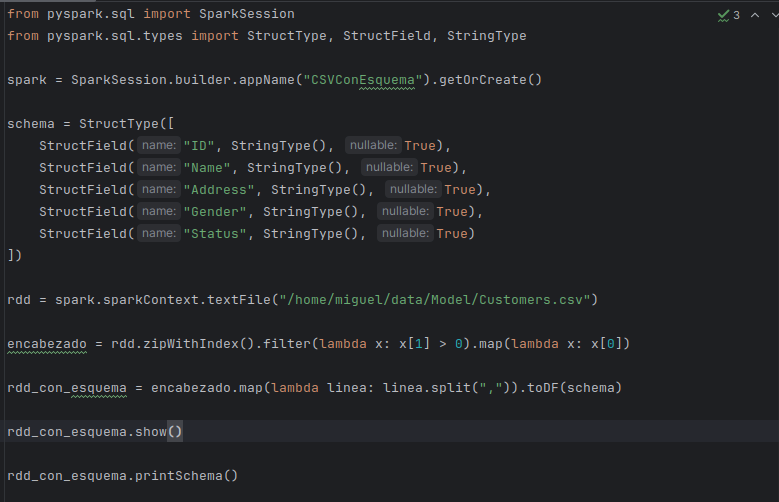 from pyspark.sql import SparkSession
3
from pyspark.sql.types import StructType, StructField, StringType
spark = SparkSession.builder.appName("CSVConEsquema").getOrCreate()
schema = StructType([
    StructField( name: "ID", StringType(), nullable: True),
    StructField( name: "Name", StringType(), nullable: True),
    StructField( name: "Address", StringType(), nullable: True),
    StructField( name: "Gender", StringType(), nullable: True),
    StructField( name: "Status", StringType(), nullable: True)
])
rdd = spark.sparkContext.textFile("/home/miguel/data/Model/Customers.csv")
encabezado = rdd.zipWithIndex().filter(lambda x: x[1] > 0).map(lambda x: x[0])
rdd_con_esquema = encabezado.map(lambda linea: linea.split(",")).toDF(schema)
rdd_con_esquema.show()
rdd_con_esquema.printSchema()